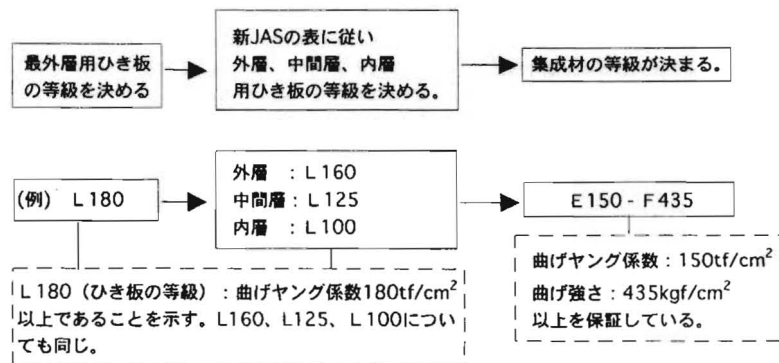 最外層用ひき板
の等級を決める
新JASの表に従い
外層、中間層、内層
用ひき板の等級を決める。
集成材の等級が決まる。
(例) L180
外層 : L160
中間層 : L125
内層 : L100
E150 - F435
L180 (ひき板の等級) : 曲げヤング係数180tf/cm²
以上であることを示す。L160、L125、L100につい
ても同じ。
曲げヤング係数 : 150tf/cm²
曲げ強さ : 435kgf/cm²
以上を保証している。